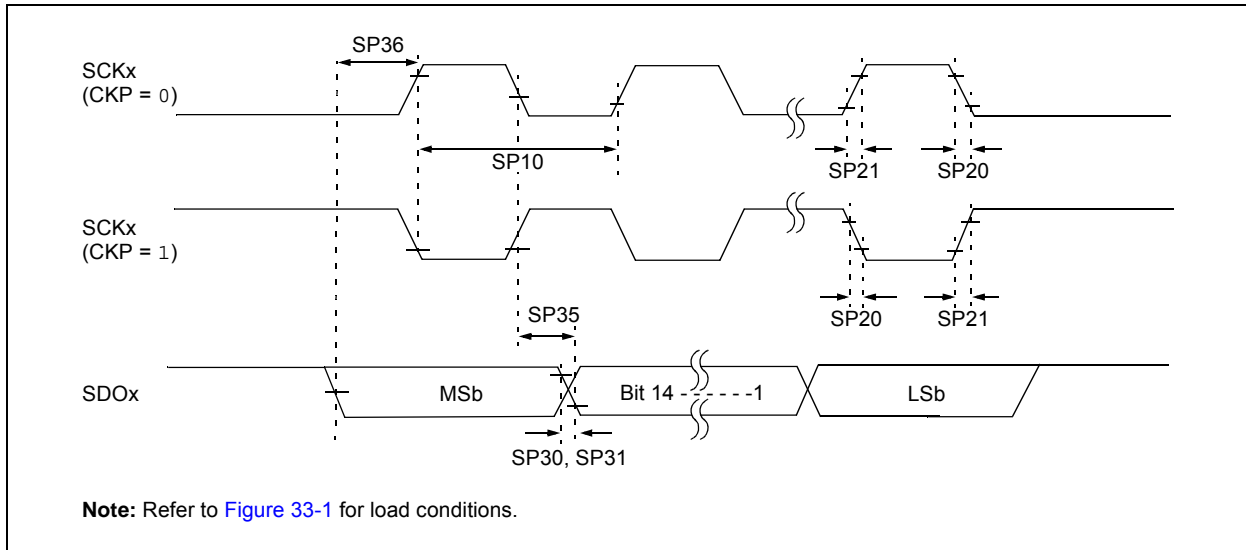 SP36
SCKx
(CKP = 0)
SP10
SP21
SP20
SCKx
(CKP = 1)
SP35
SP20
SP21
SDOx
MSb
Bit 14 - - - - - -1
LSb
SP30, SP31
Note: Refer to Figure 33-1 for load conditions.